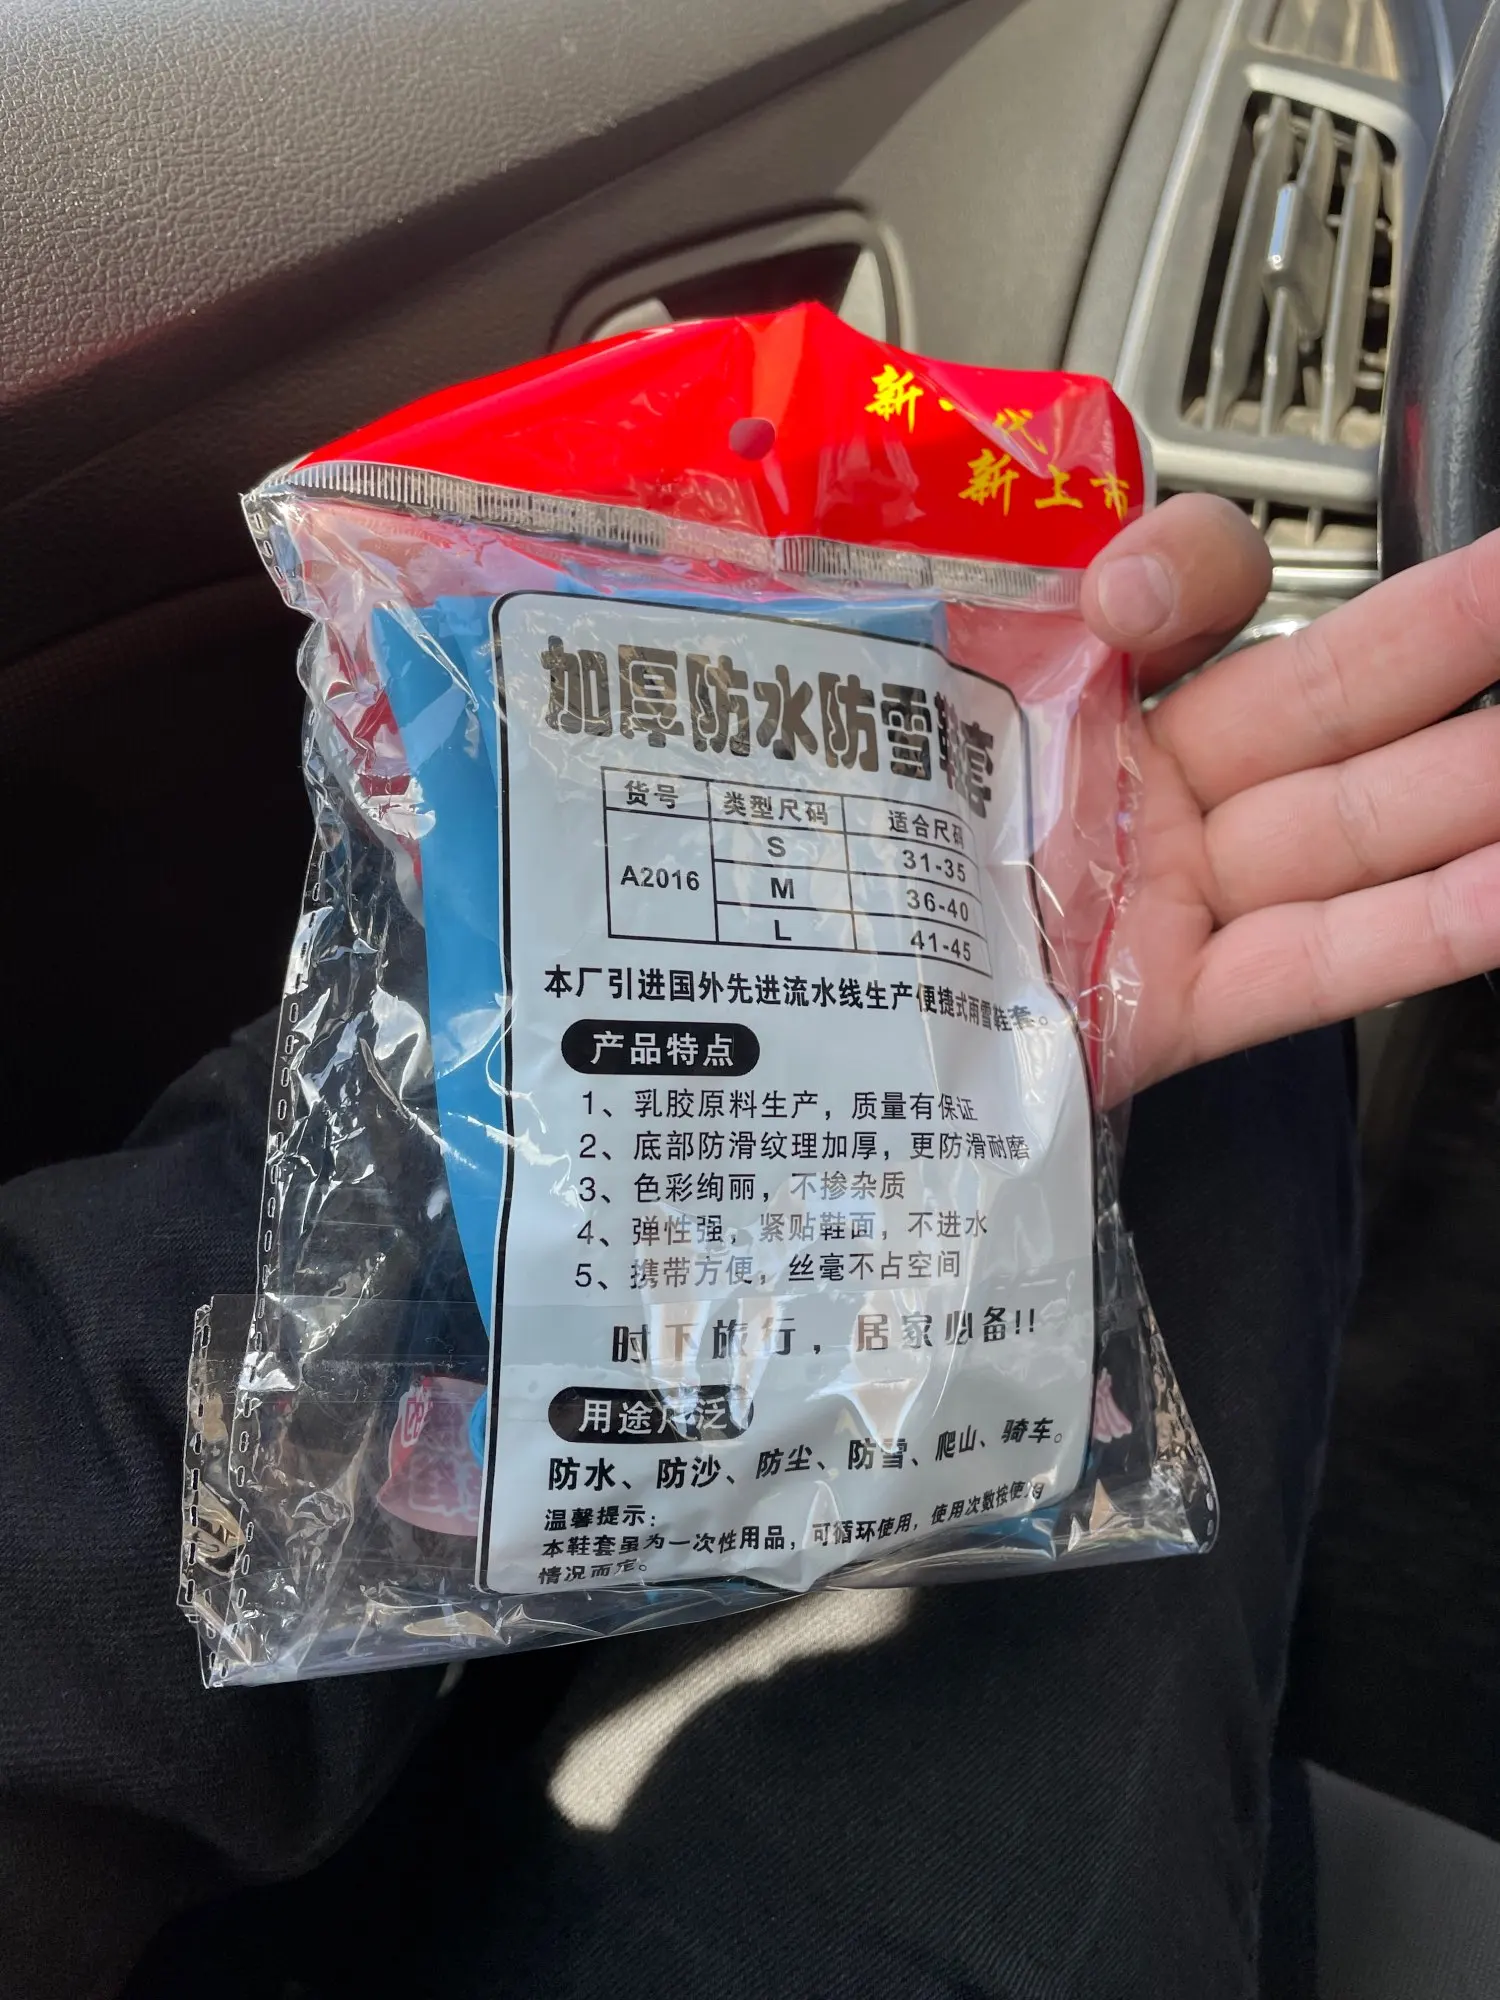 新一代
新上市
加厚防水防雪鞋套
货号 类型尺码 适合尺码
A2016
S 31-35
M 36-40
L 41-45
本厂引进国外先进流水线生产便捷式雨雪鞋套。
产品特点
1、乳胶原料生产，质量有保证
2、底部防滑纹理加厚，更防滑耐磨
3、色彩绚丽，不掺杂质
4、弹性强，紧贴鞋面，不进水
5、携带方便，丝毫不占空间
时下旅行，居家必备!!
用途广泛
防水、防沙、防尘、防雪、爬山、骑车。
温馨提示：
本鞋套虽为一次性用品，可循环使用，使用次数按使用
情况而定。